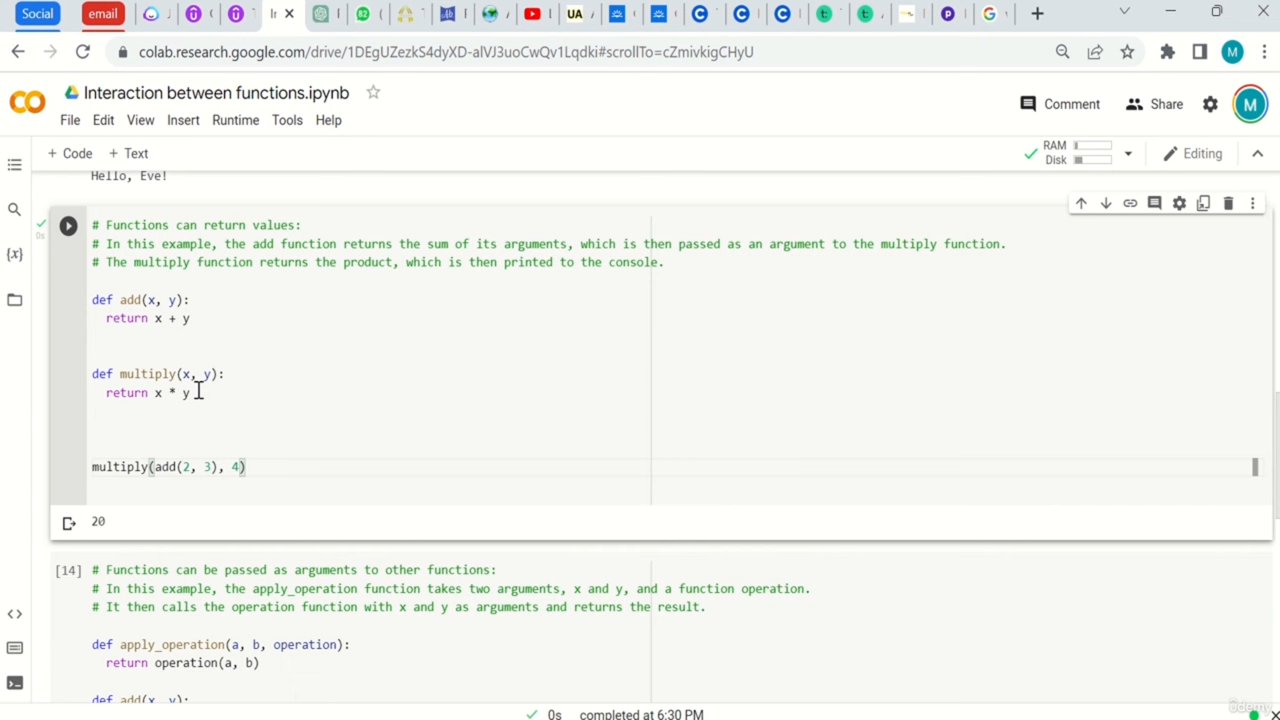 Social
email
colab.research.google.com/drive/1DEgUZezkS4dyXD-alVJ3uoCwQv1Lqdki#scrollTo=cZmivkigCHyU
M
Interaction between functions.ipynb
Comment
Share
M
File Edit View Insert Runtime Tools Help
+ Code + Text
RAM
Disk
Editing
Hello, Eve!
# Functions can return values:
# In this example, the add function returns the sum of its arguments, which is then passed as an argument to the multiply function.
# The multiply function returns the product, which is then printed to the console.
def add(x, y):
return x + y
def multiply(x, y):
return x * y
multiply(add(2, 3), 4)
20
[14] # Functions can be passed as arguments to other functions:
# In this example, the apply_operation function takes two arguments, x and y, and a function operation.
# It then calls the operation function with x and y as arguments and returns the result.
def apply_operation(a, b, operation):
return operation(a, b)
def add(x, y):
0s completed at 6:30 PM
Udemy